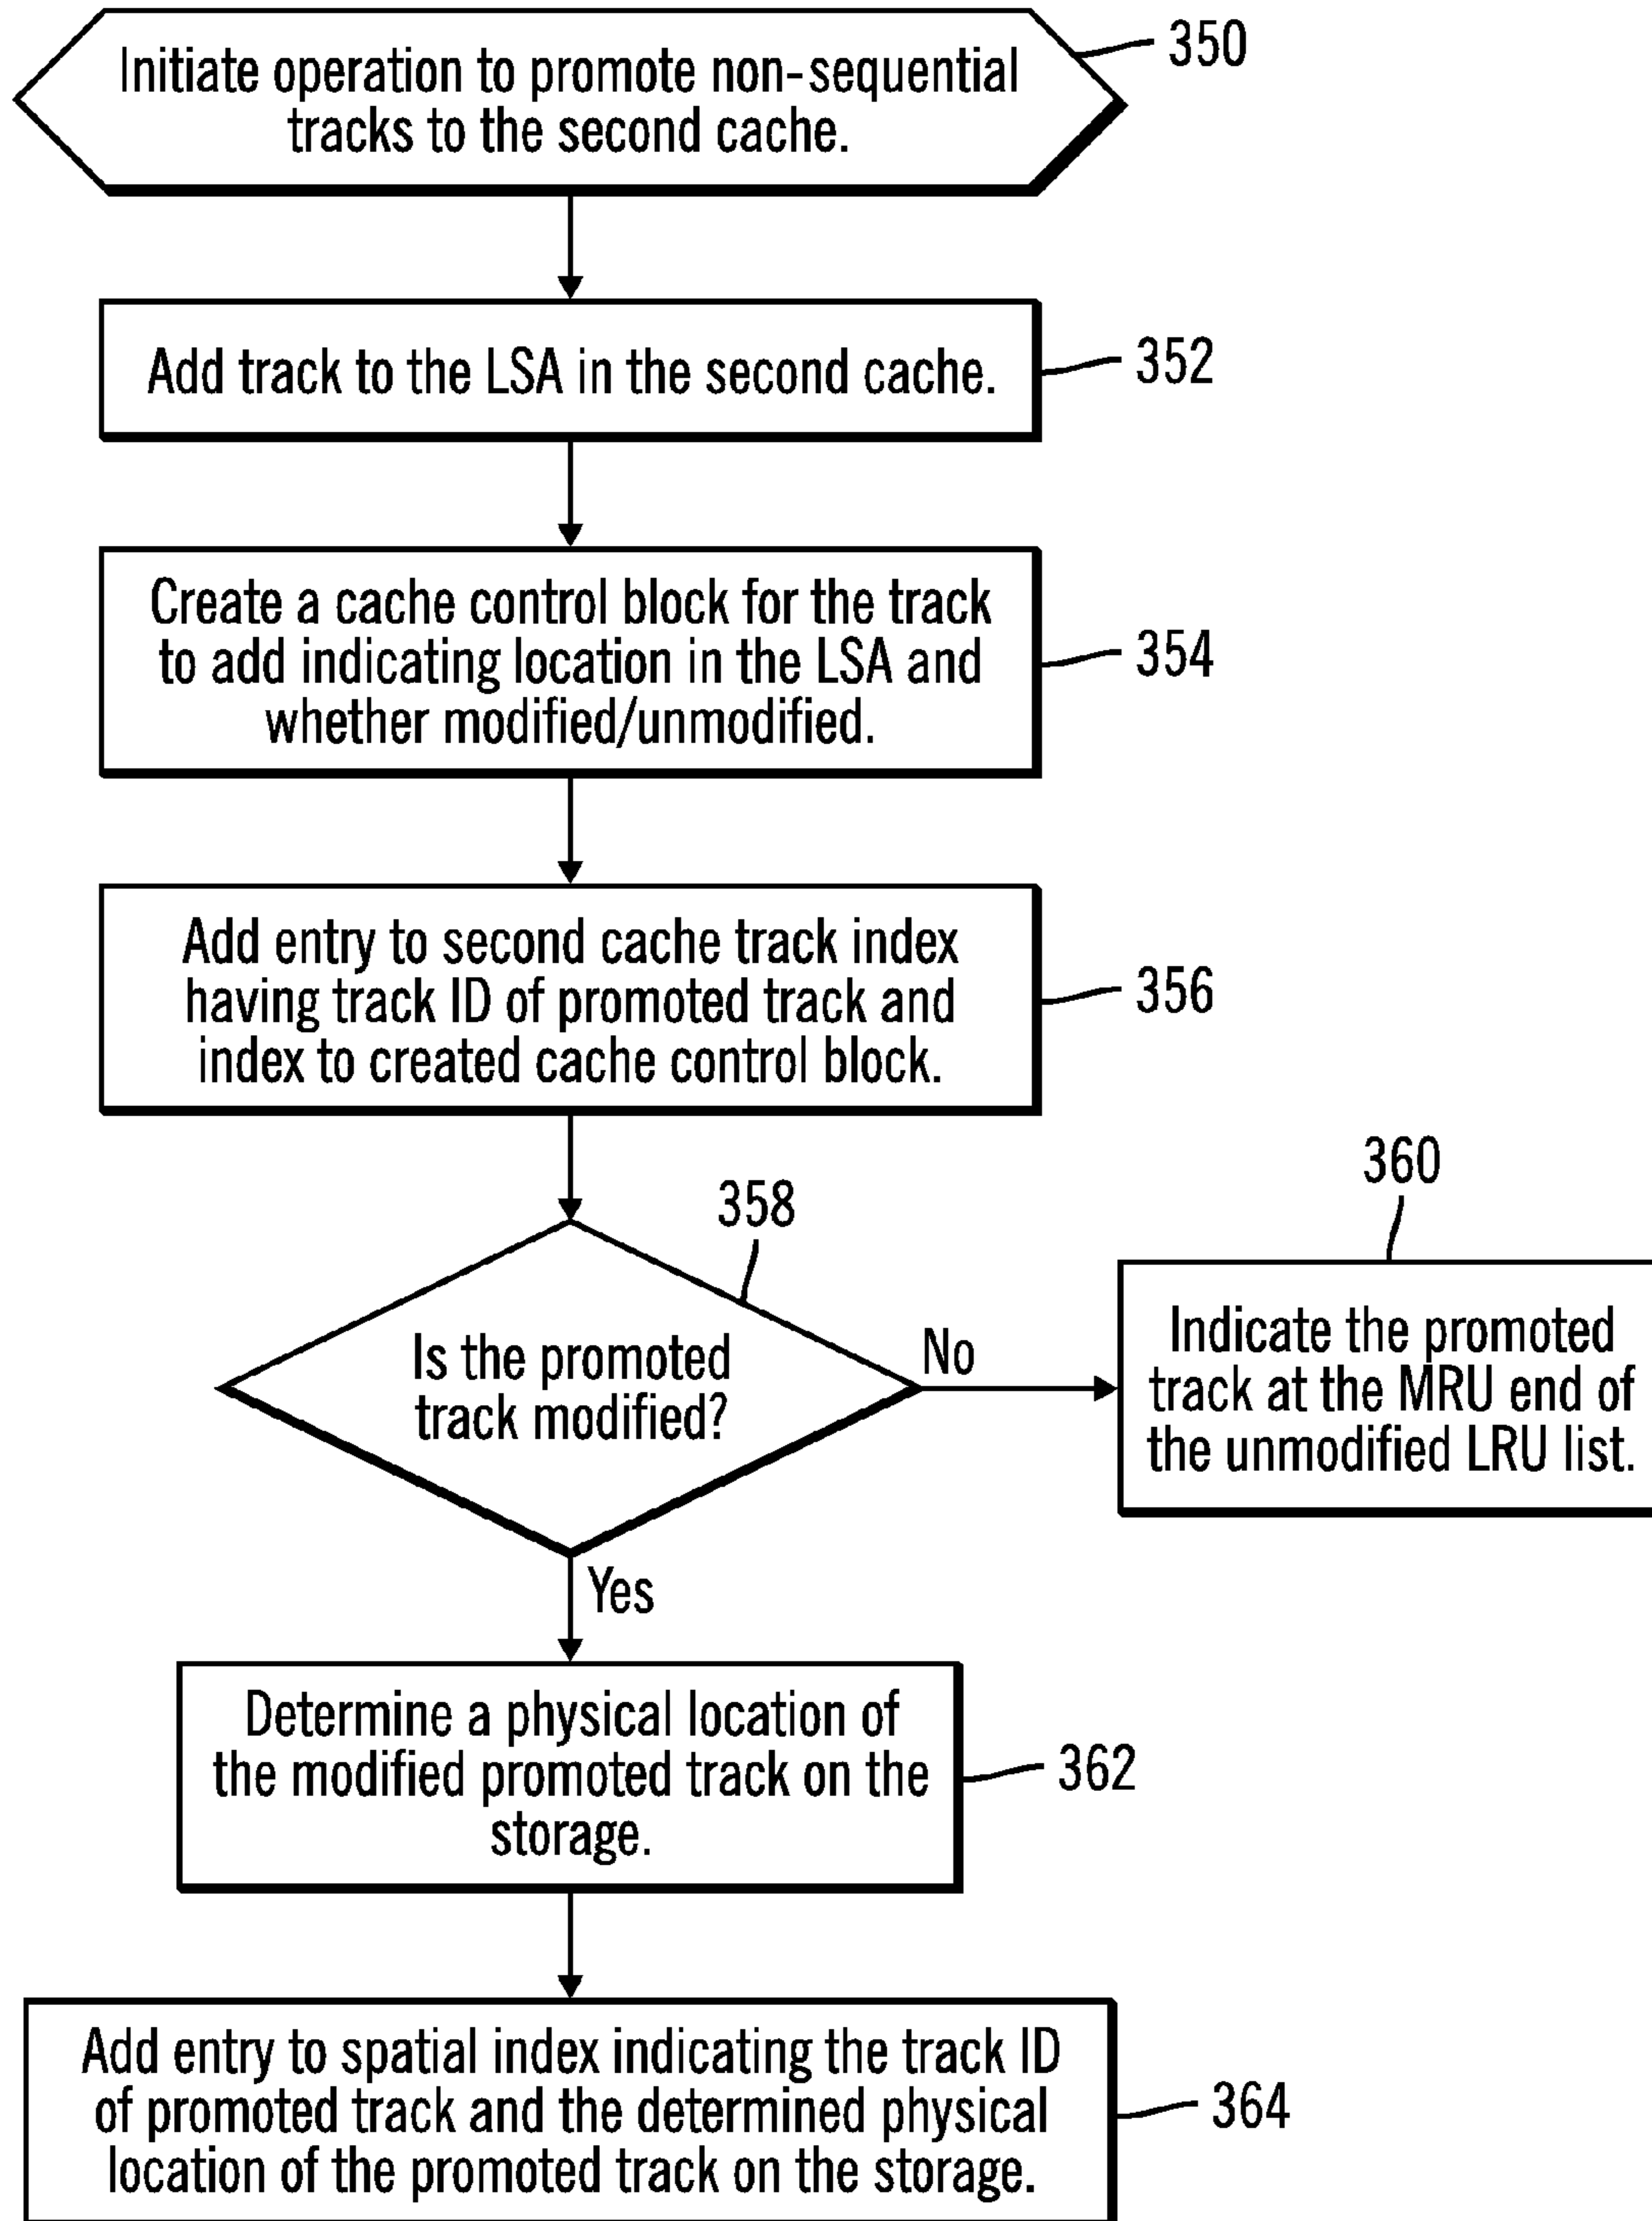 Initiate operation to promote non-sequential
tracks to the second cache.
350
Add track to the LSA in the second cache.
352
Create a cache control block for the track
to add indicating location in the LSA and
whether modified/unmodified.
354
Add entry to second cache track index
having track ID of promoted track and
index to created cache control block.
356
358
Is the promoted
track modified?
No
360
Indicate the promoted
track at the MRU end of
the unmodified LRU list.
Yes
Determine a physical location of
the modified promoted track on the
storage.
362
Add entry to spatial index indicating the track ID
of promoted track and the determined physical
location of the promoted track on the storage.
364